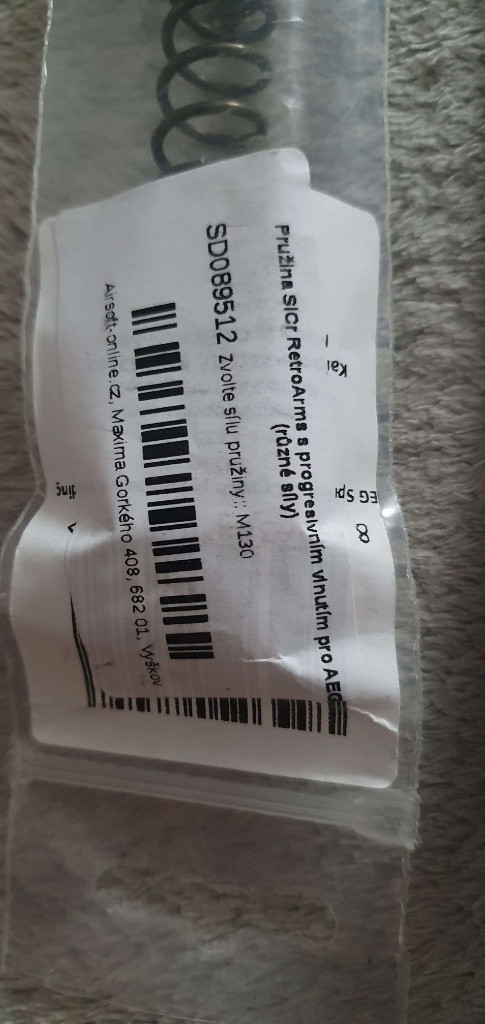 Pružina SiCr RetroArms s progresivním vinutím pro AEG
(různé síly)
SD089512 zvolte sílu pružiny:: M130
Airsoft-online.cz, Maxima Gorkého 408, 682 01, Vyškov